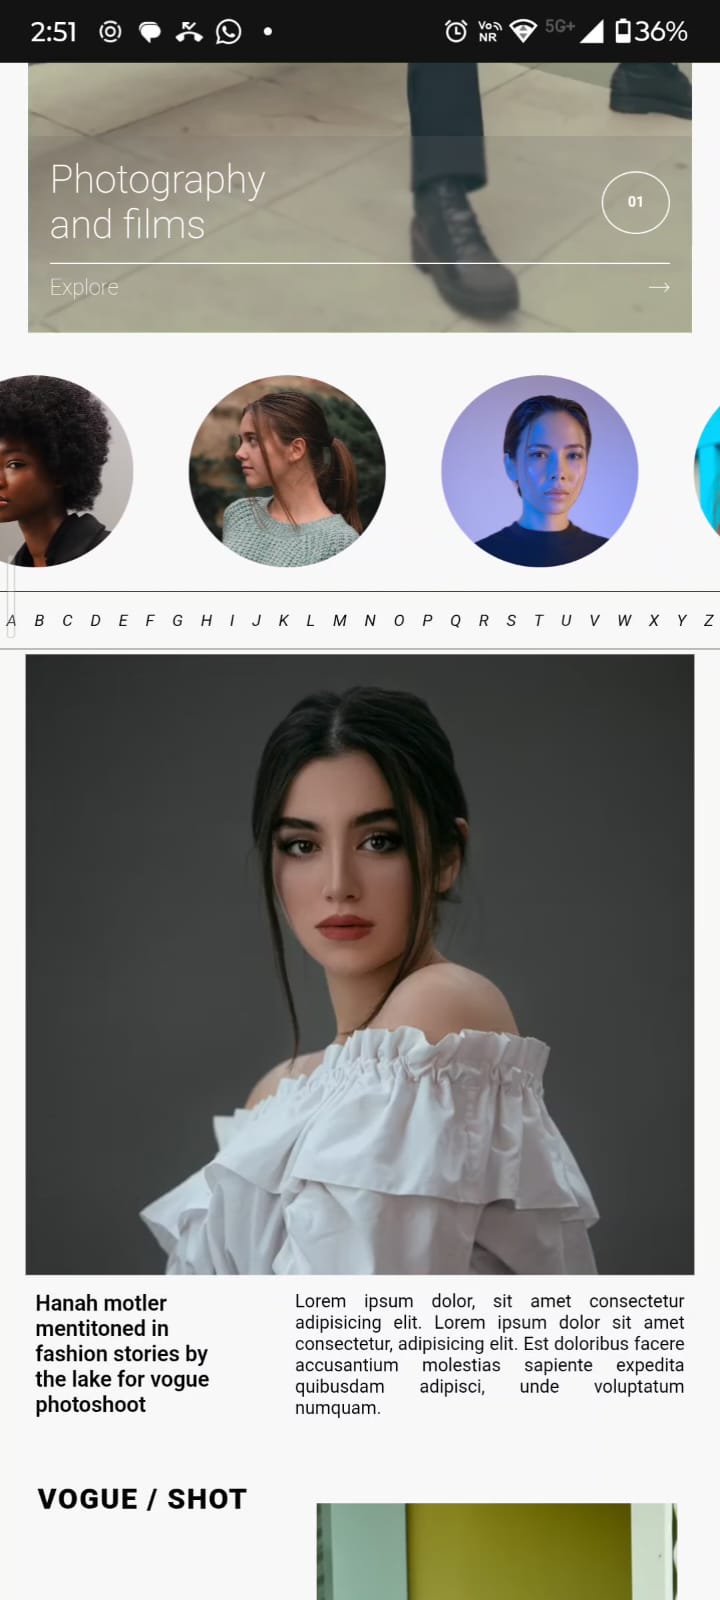 2:51 Vo NR 5G+ 36%
Photography
and films
01
Explore
A B C D E F G H I J K L M N O P Q R S T U V W X Y Z
Hanah motler
mentitoned in
fashion stories by
the lake for vogue
photoshoot
Lorem ipsum dolor, sit amet consectetur
adipisicing elit. Lorem ipsum dolor sit amet
consectetur, adipisicing elit. Est doloribus facere
accusantium molestias sapiente expedita
quibusdam adipisci, unde voluptatum
numquam.
VOGUE / SHOT